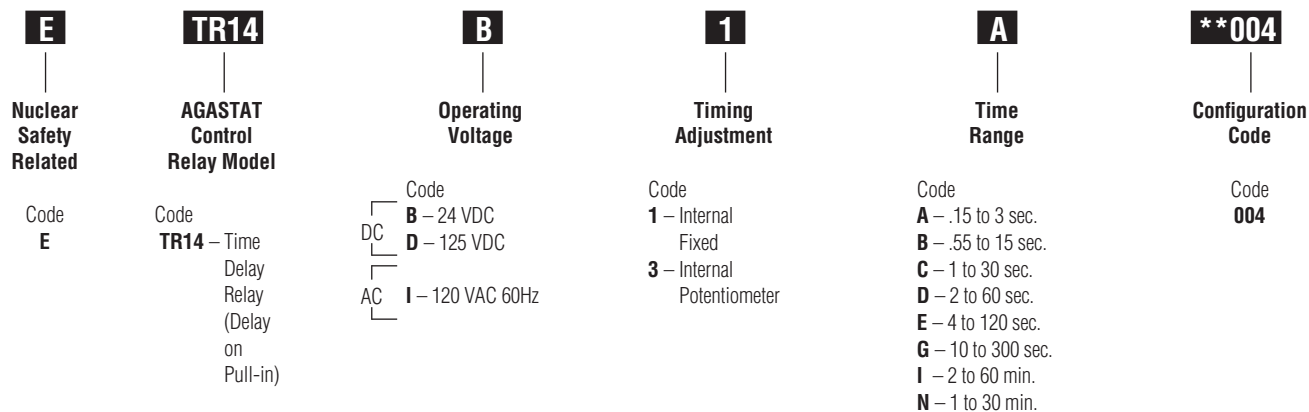 E TR14 B 1 A **004
Nuclear
Safety
Related
AGASTAT
Control
Relay Model
Operating
Voltage
Timing
Adjustment
Time
Range
Configuration
Code
Code
E
Code
TR14 – Time
Delay
Relay
(Delay
on
Pull-in)
Code
DC
B – 24 VDC
D – 125 VDC
AC
I – 120 VAC 60Hz
Code
1 – Internal
Fixed
3 – Internal
Potentiometer
Code
A – .15 to 3 sec.
B – .55 to 15 sec.
C – 1 to 30 sec.
D – 2 to 60 sec.
E – 4 to 120 sec.
G – 10 to 300 sec.
I – 2 to 60 min.
N – 1 to 30 min.
Code
004